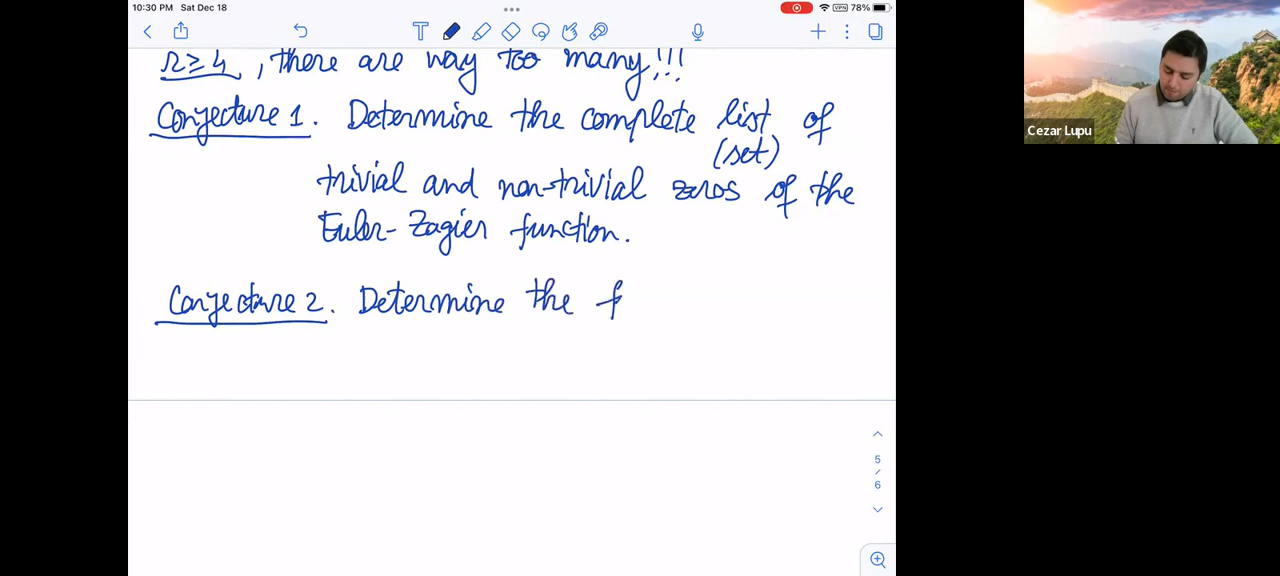 10:30 PM Sat Dec 18
VPN 78%
r ≥ 4, there are way too many!!!
Conjecture 1. Determine the complete list of
(set)
trivial and non-trivial zeros of the
Euler-Zagier function.
Conjecture 2. Determine the f
5
/
6
Cezar Lupu